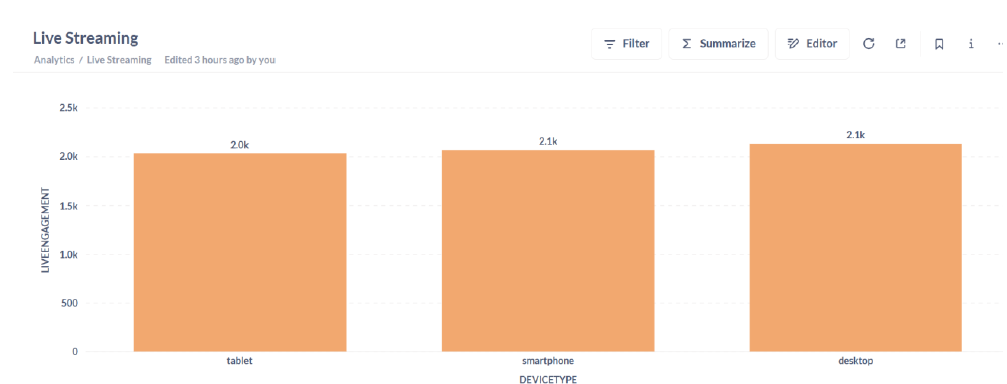 Live Streaming
Filter
Summarize
Editor
Analytics / Live Streaming Edited 3 hours ago by you
2.5k
2.0k
1.5k
1.0k
500
0
LIVEENGAGEMENT
2.0k
2.1k
2.1k
tablet
smartphone
desktop
DEVICETYPE